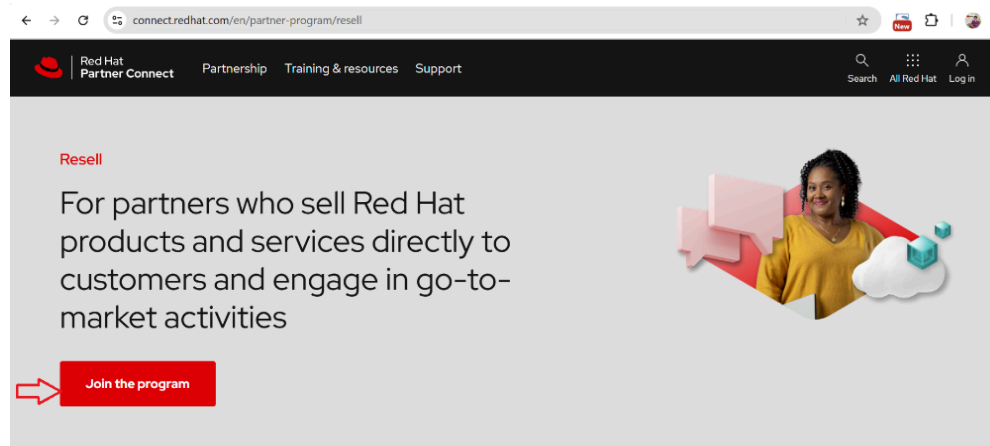 connect.redhat.com/en/partner-program/resell
New
Red Hat
Partner Connect
Partnership
Training & resources
Support
Search
All Red Hat
Log in
Resell
For partners who sell Red Hat
products and services directly to
customers and engage in go-to-
market activities
Join the program